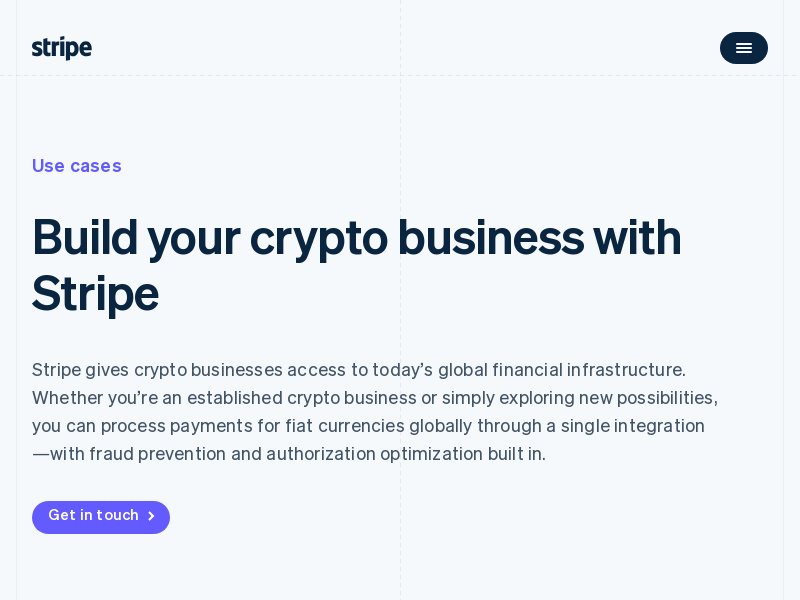 stripe
Use cases
Build your crypto business with
Stripe
Stripe gives crypto businesses access to today’s global financial infrastructure.
Whether you’re an established crypto business or simply exploring new possibilities,
you can process payments for fiat currencies globally through a single integration
—with fraud prevention and authorization optimization built in.
Get in touch